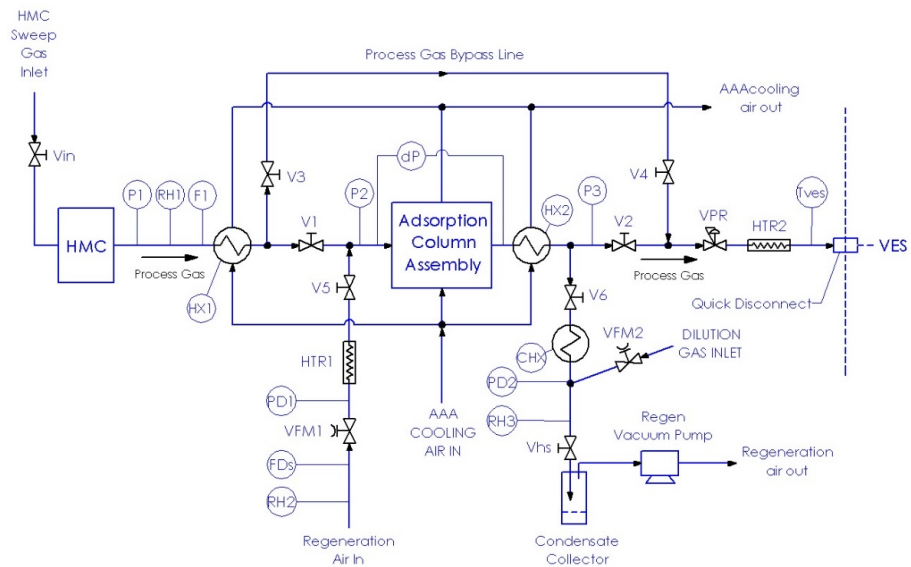 HMC
Sweep
Gas
Inlet
Process Gas Bypass Line
AAAcooling
air out
Vin
V3
dP
V4
P1
RH1
F1
V1
P2
HX2
P3
V2
VPR
HTR2
Tves
HMC
Adsorption
Column
Assembly
VES
Process Gas
Process Gas
HX1
V5
V6
Quick Disconnect
HTR1
CHX
VFM2
DILUTION
GAS INLET
PD1
PD2
VFM1
AAA
COOLING
AIR IN
RH3
Regen
Vacuum Pump
Vhs
FDs
Regeneration
air out
RH2
Regeneration
Air In
Condensate
Collector